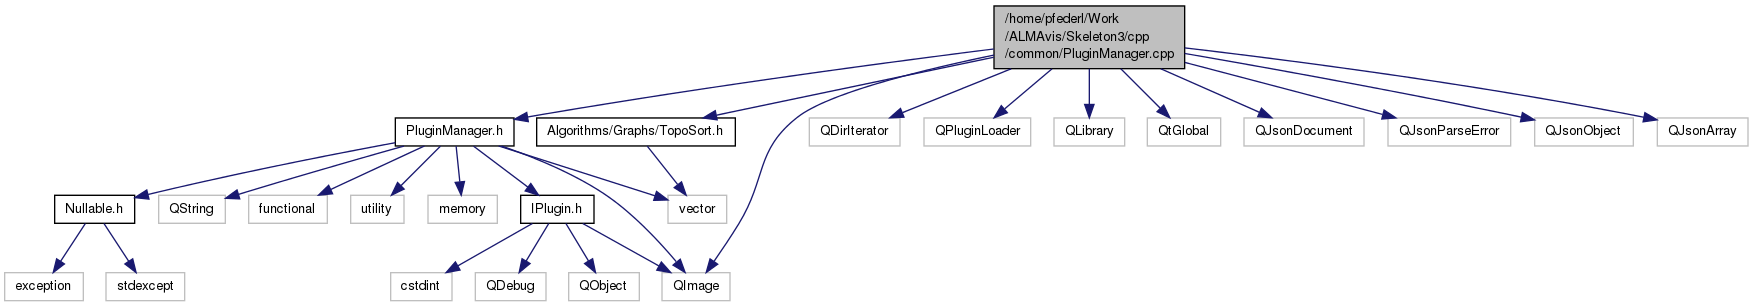 /home/pfederl/Work
/ALMAvis/Skeleton3/cpp
/common/PluginManager.cpp
PluginManager.h
Algorithms/Graphs/TopoSort.h
QDirIterator
QPluginLoader
QLibrary
QtGlobal
QJsonDocument
QJsonParseError
QJsonObject
QJsonArray
Nullable.h
QString
functional
utility
memory
IPlugin.h
vector
exception
stdexcept
cstdint
QDebug
QObject
QImage